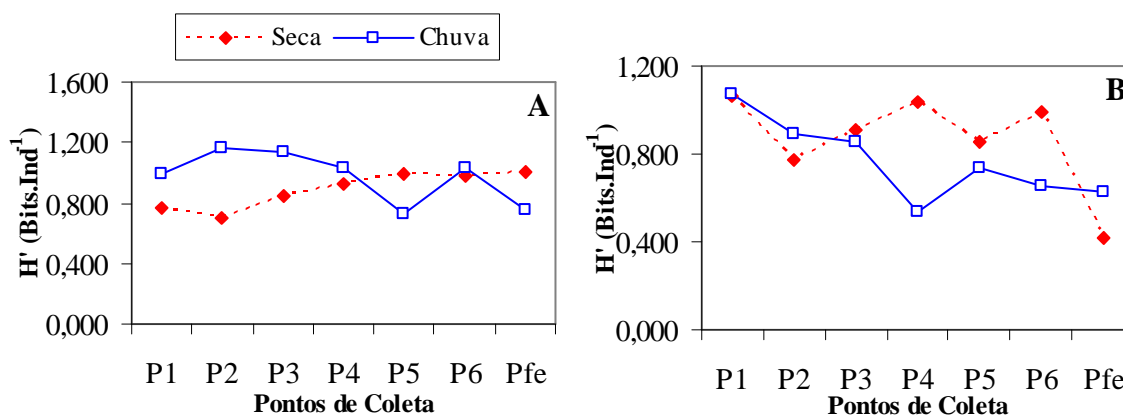 Seca Chuva
A
H' (Bits.Ind-1)
1,600
1,200
0,800
0,400
0,000
P1 P2 P3 P4 P5 P6 Pfe
Pontos de Coleta
B
H' (Bits.Ind-1)
1,200
0,800
0,400
0,000
P1 P2 P3 P4 P5 P6 Pfe
Pontos de Coleta